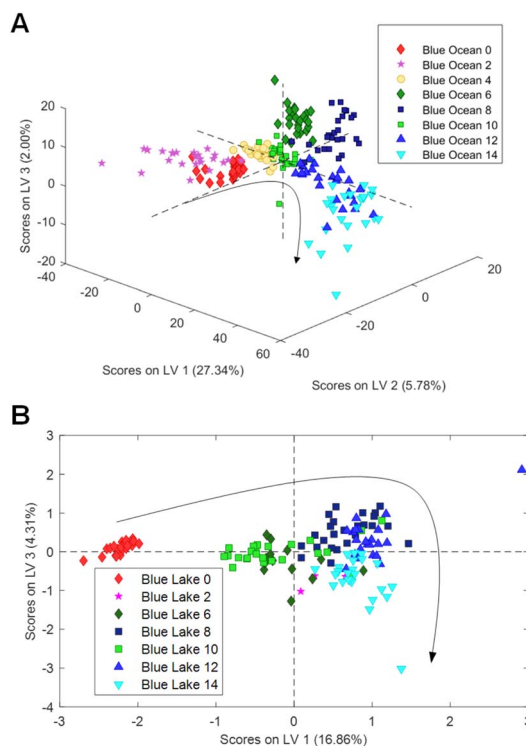 A
Blue Ocean 0
Blue Ocean 2
Blue Ocean 4
Blue Ocean 6
Blue Ocean 8
Blue Ocean 10
Blue Ocean 12
Blue Ocean 14
Scores on LV 3 (2.00%)
20
10
0
-10
-20
-40
-20
0
20
40
60
-40
-20
0
20
Scores on LV 1 (27.34%)
Scores on LV 2 (5.78%)
B
Scores on LV 3 (4.31%)
3
2
1
0
-1
-2
-3
-4
Blue Lake 0
Blue Lake 2
Blue Lake 6
Blue Lake 8
Blue Lake 10
Blue Lake 12
Blue Lake 14
-3
-2
-1
0
1
2
Scores on LV 1 (16.86%)